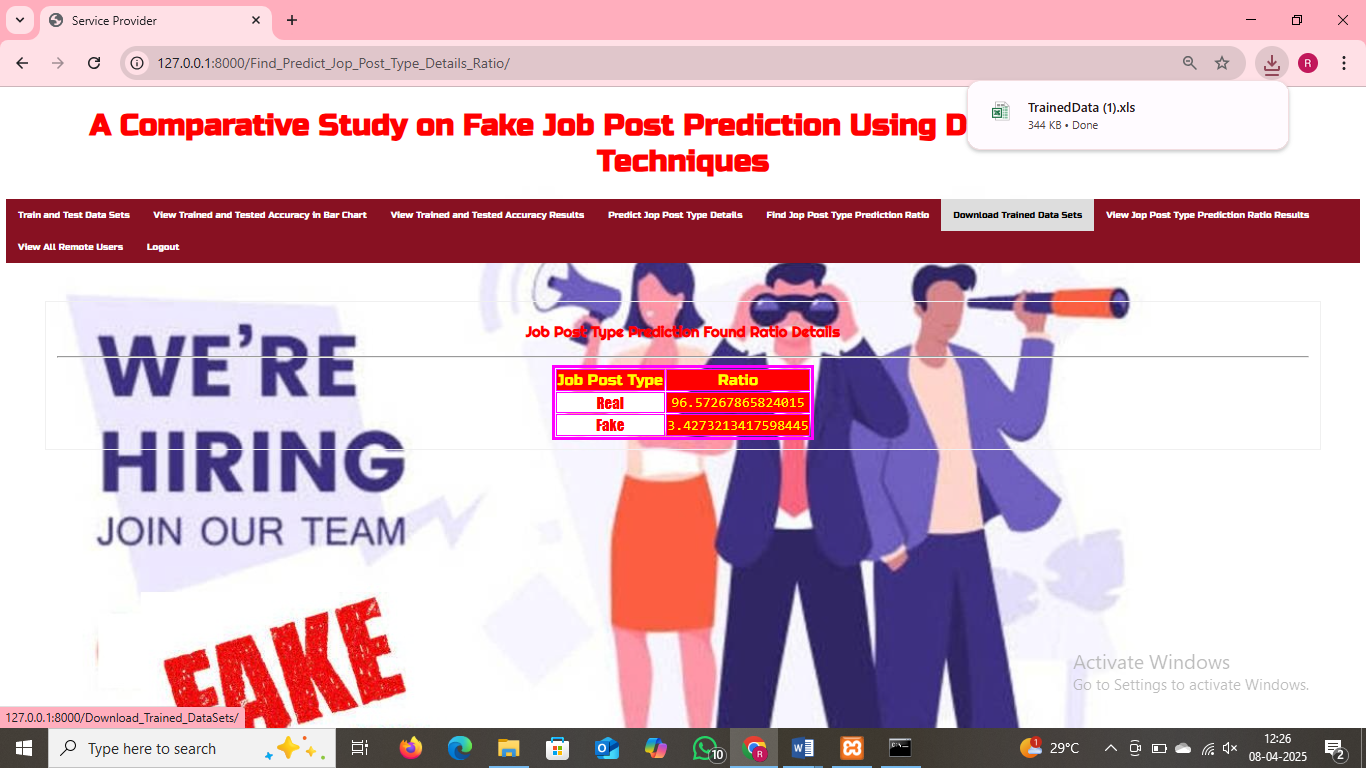 Service Provider
127.0.0.1:8000/Find_Predict_Jop_Post_Type_Details_Ratio/
R
TrainedData (1).xls
344 KB • Done
A Comparative Study on Fake Job Post Prediction Using D
Techniques
Train and Test Data Sets View Trained and Tested Accuracy in Bar Chart View Trained and Tested Accuracy Results Predict Jop Post Type Details Find Jop Post Type Prediction Ratio Download Trained Data Sets View Jop Post Type Prediction Ratio Results
View All Remote Users Logout
Job Post Type Prediction Found Ratio Details
Job Post Type Ratio
Real 96.57267865824015
Fake 3.4273213417598445
WE'RE
HIRING
JOIN OUR TEAM
FAKE
Activate Windows
Go to Settings to activate Windows.
127.0.0.1:8000/Download_Trained_DataSets/
Type here to search
10
R
1
29°C
12:26
08-04-2025
2